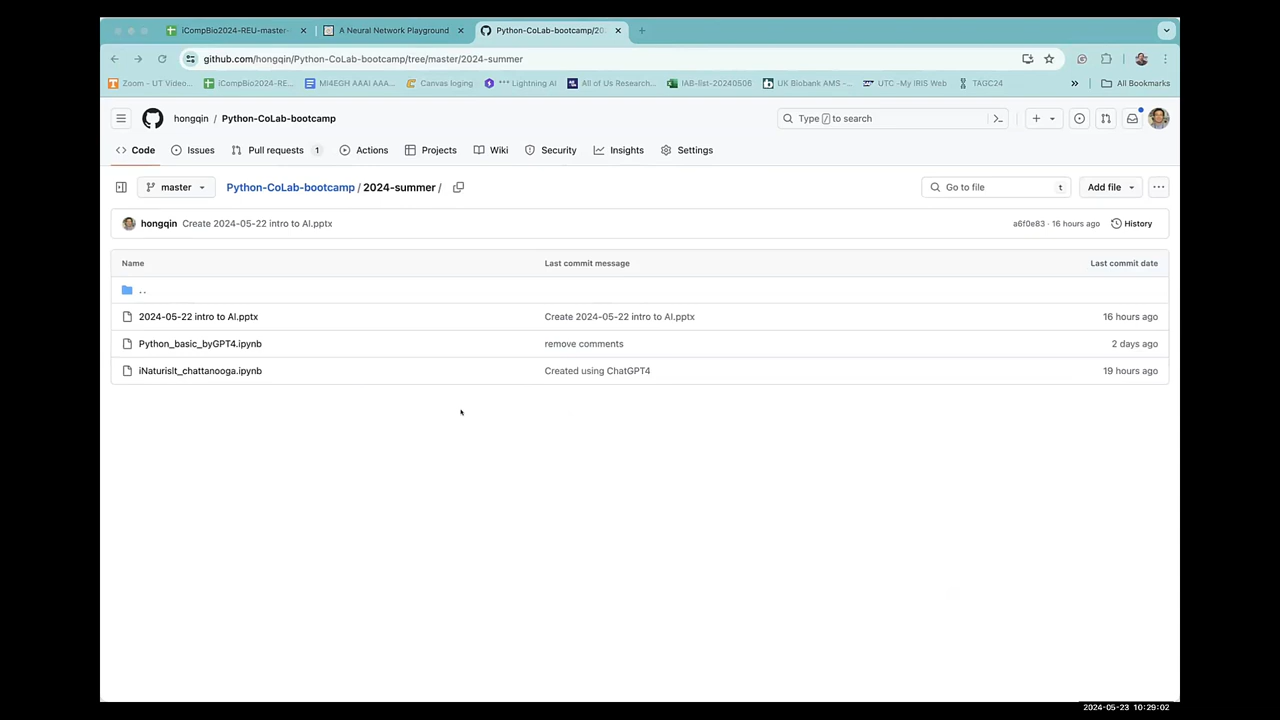 iCompBio2024-REU-master-
A Neural Network Playground
Python-CoLab-bootcamp/20
github.com/hongqin/Python-CoLab-bootcamp/tree/master/2024-summer
Zoom - UT Video... iCompBio2024-RE... MI4EGH AAAI AAA... Canvas loging *** Lightning AI All of Us Research... IAB-list-20240506 UK Biobank AMS -... UTC -My IRIS Web TAGC24 » All Bookmarks
hongqin / Python-CoLab-bootcamp Type / to search
Code Issues Pull requests 1 Actions Projects Wiki Security Insights Settings
master Python-CoLab-bootcamp / 2024-summer / Go to file t Add file
hongqin Create 2024-05-22 intro to AI.pptx a6f0e83 · 16 hours ago History
Name Last commit message Last commit date
..
2024-05-22 intro to AI.pptx Create 2024-05-22 intro to AI.pptx 16 hours ago
Python_basic_byGPT4.ipynb remove comments 2 days ago
iNaturislt_chattanooga.ipynb Created using ChatGPT4 19 hours ago
2024-05-23 10:29:02